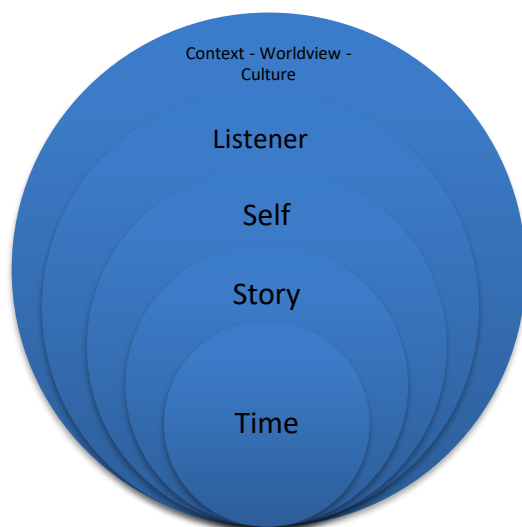 Context - Worldview -
Culture
Listener
Self
Story
Time